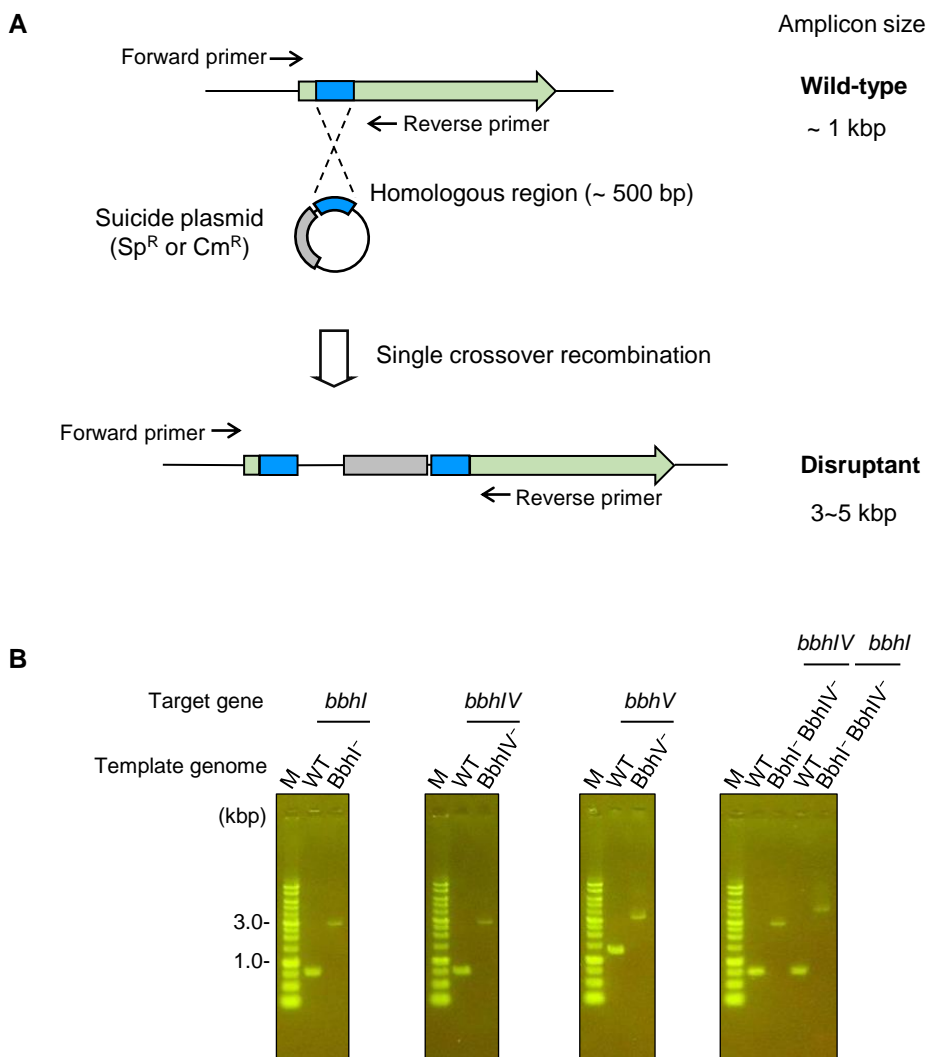 A
Amplicon size
Forward primer
Wild-type
~ 1 kbp
Reverse primer
Homologous region (~ 500 bp)
Suicide plasmid
(Spᴿ or Cmᴿ)
Single crossover recombination
Forward primer
Disruptant
Reverse primer
3~5 kbp
B
bbhIV bbhI
Target gene bbhI bbhIV bbhV
Template genome M WT BbhI⁻ M WT BbhIV⁻ M WT BbhV⁻ M WT BbhI⁻ BbhIV⁻ WT BbhI⁻ BbhIV⁻
(kbp)
3.0-
1.0-